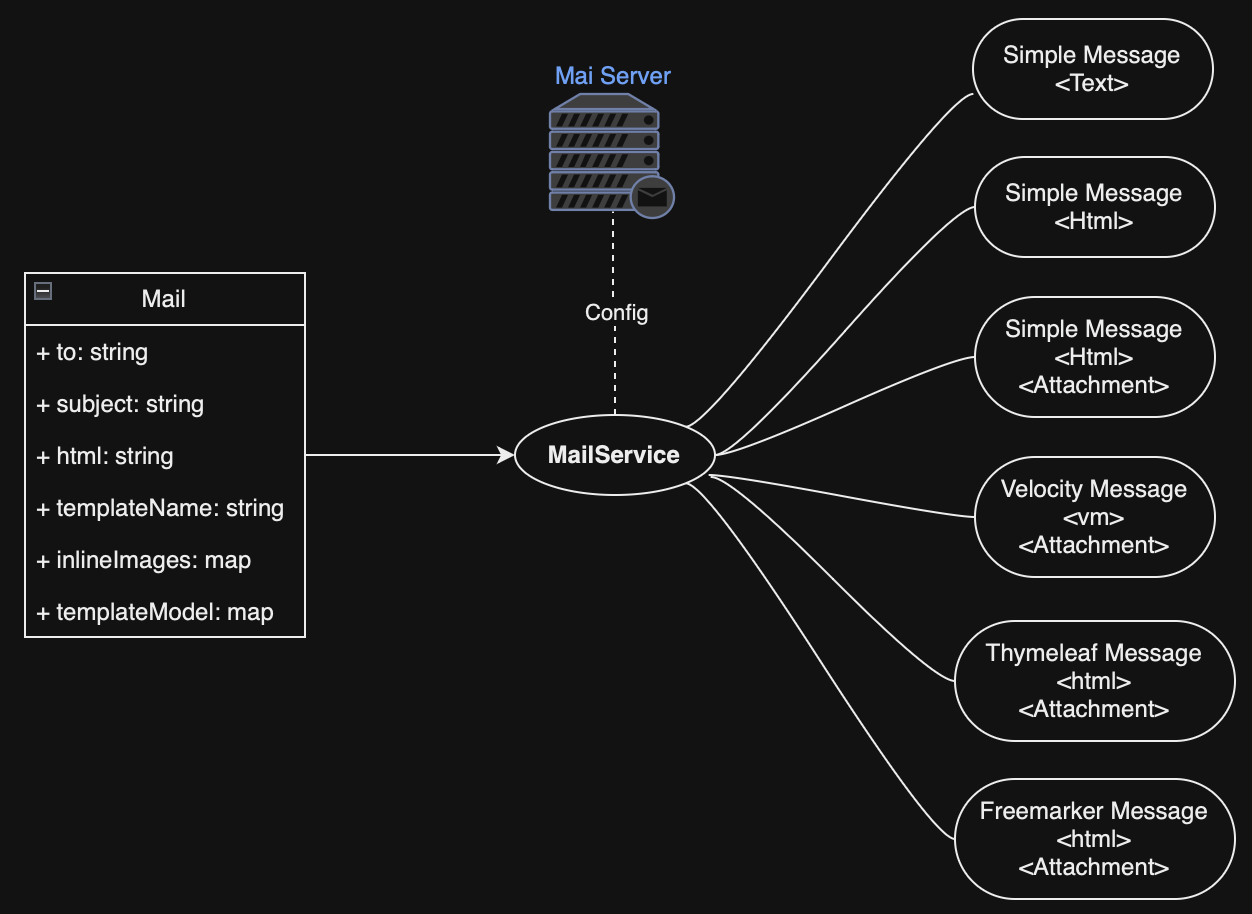 Mai Server
Config
Mail
+ to: string
+ subject: string
+ html: string
+ templateName: string
+ inlineImages: map
+ templateModel: map
MailService
Simple Message
<Text>
Simple Message
<Html>
Simple Message
<Html>
<Attachment>
Velocity Message
<vm>
<Attachment>
Thymeleaf Message
<html>
<Attachment>
Freemarker Message
<html>
<Attachment>